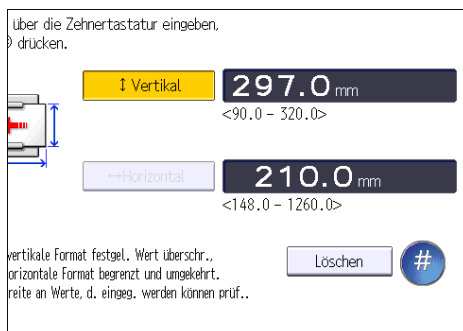 über die Zehnertastatur eingeben,
drücken.
↕ Vertikal
297.0 mm
<90.0 - 320.0>
↔Horizontal
210.0 mm
<148.0 - 1260.0>
vertikale Format festgel. Wert überschr.,
orizontale Format begrenzt und umgekehrt.
reite an Werte, d. eingeg. werden können prüf..
Löschen
#